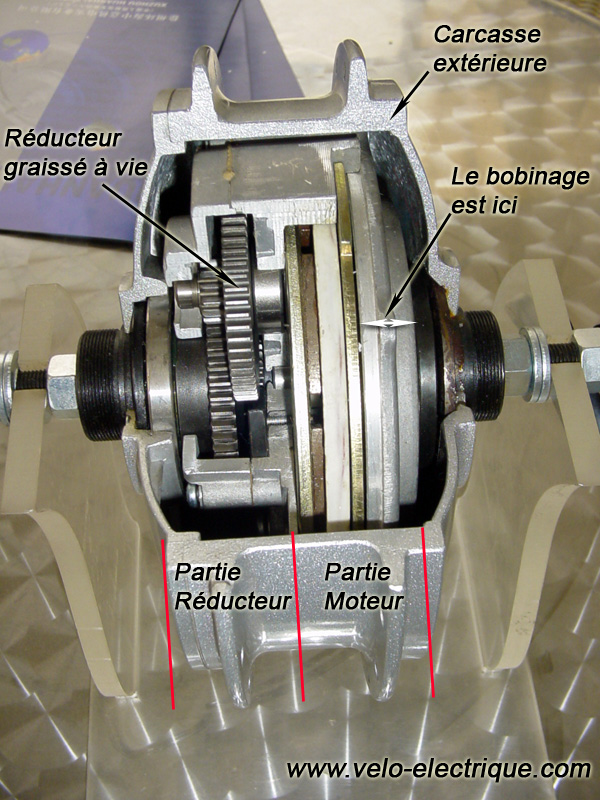 Carcasse
extérieure
Réducteur
graissé à vie
Le bobinage
est ici
Partie
Réducteur
Partie
Moteur
www.velo-electrique.com